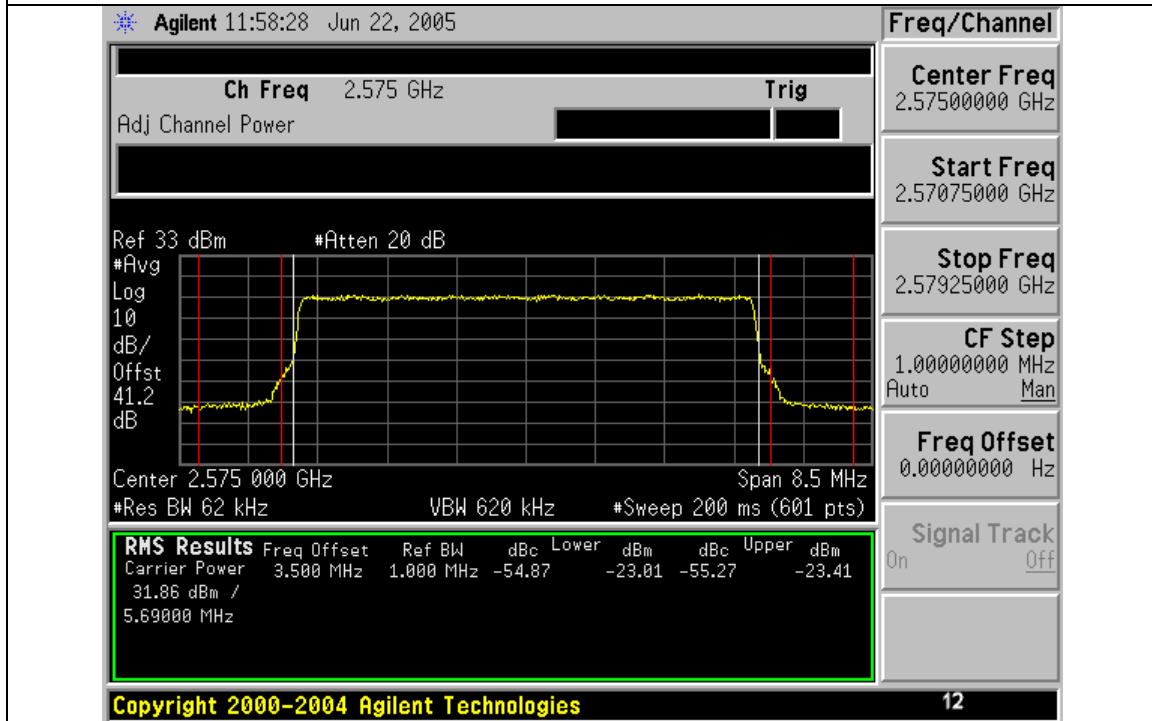 Agilent 11:58:28 Jun 22, 2005
Freq/Channel
Ch Freq 2.575 GHz Trig
Adj Channel Power
Center Freq
2.57500000 GHz
Start Freq
2.57075000 GHz
Stop Freq
2.57925000 GHz
CF Step
1.00000000 MHz
Auto Man
Freq Offset
0.00000000 Hz
Signal Track
On Off
Ref 33 dBm #Atten 20 dB
#Avg
Log
10
dB/
Offst
41.2
dB
Center 2.575 000 GHz Span 8.5 MHz
#Res BW 62 kHz VBW 620 kHz #Sweep 200 ms (601 pts)
RMS Results Freq Offset Ref BW dBc Lower dBm dBc Upper dBm
Carrier Power 3.500 MHz 1.000 MHz -54.87 -23.01 -55.27 -23.41
31.86 dBm /
5.69000 MHz
Copyright 2000-2004 Agilent Technologies 12